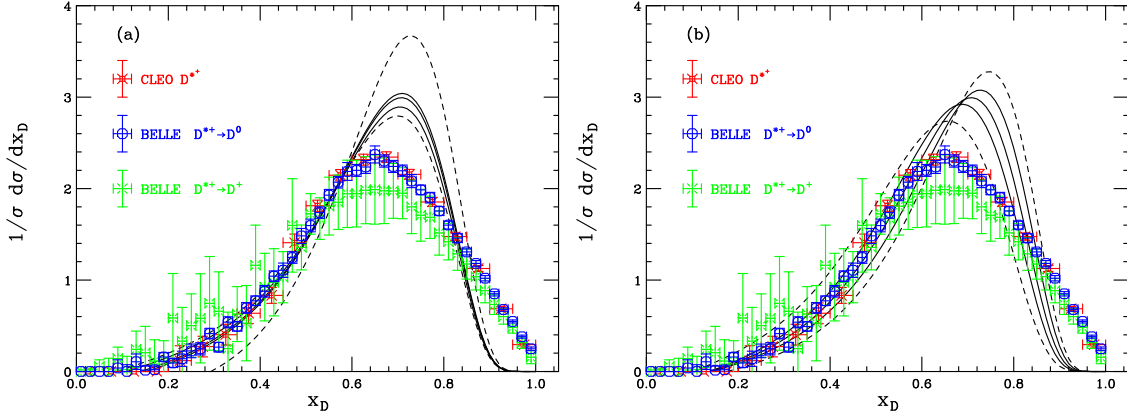 (a)
CLEO D*+
BELLE D*+→D0
BELLE D*+→D+
1/σ dσ/dxD
4
3
2
1
0
0.0 0.2 0.4 0.6 0.8 1.0
xD
(b)
CLEO D*+
BELLE D*+→D0
BELLE D*+→D+
1/σ dσ/dxD
4
3
2
1
0
0.0 0.2 0.4 0.6 0.8 1.0
xD